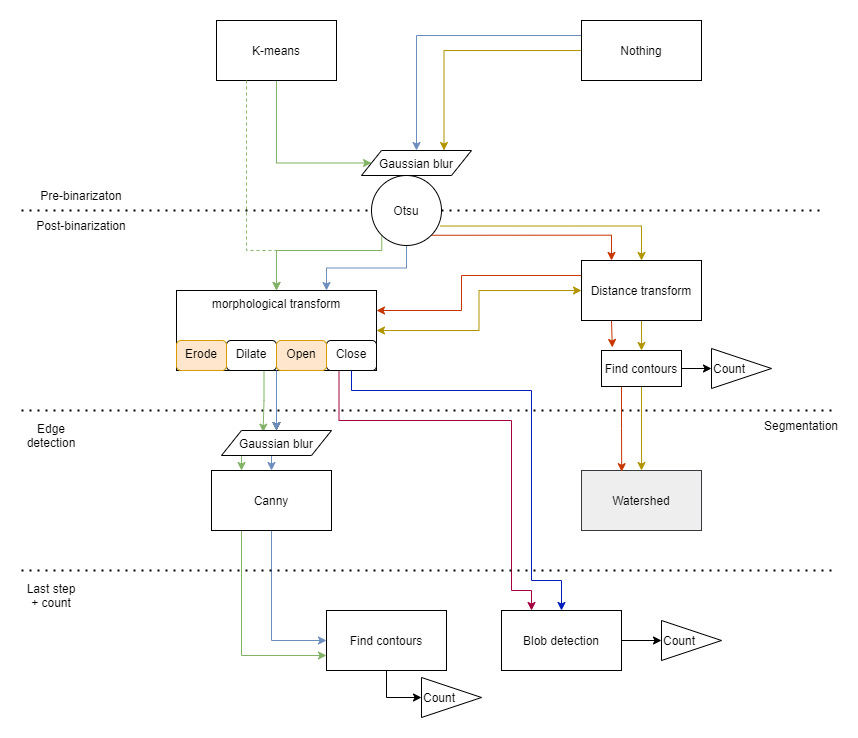 K-means
Nothing
Gaussian blur
Pre-binarizaton
Otsu
Post-binarization
Distance transform
morphological transform
Erode
Dilate
Open
Close
Find contours
Count
Edge
detection
Segmentation
Gaussian blur
Canny
Watershed
Last step
+ count
Find contours
Blob detection
Count
Count